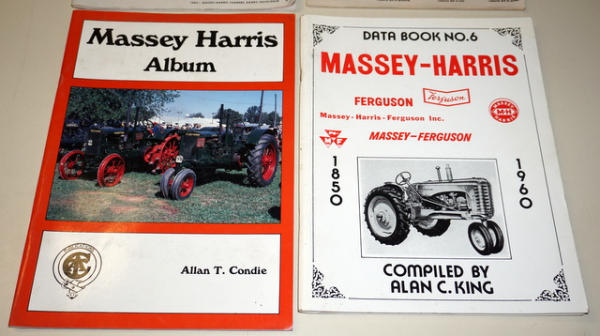 Massey Harris
Album
Allan T. Condie
DATA BOOK NO.6
MASSEY-HARRIS
FERGUSON
Ferguson
Massey-Harris-Ferguson Inc.
MASSEY-FERGUSON
1850
1960
COMPILED BY
ALAN C. KING